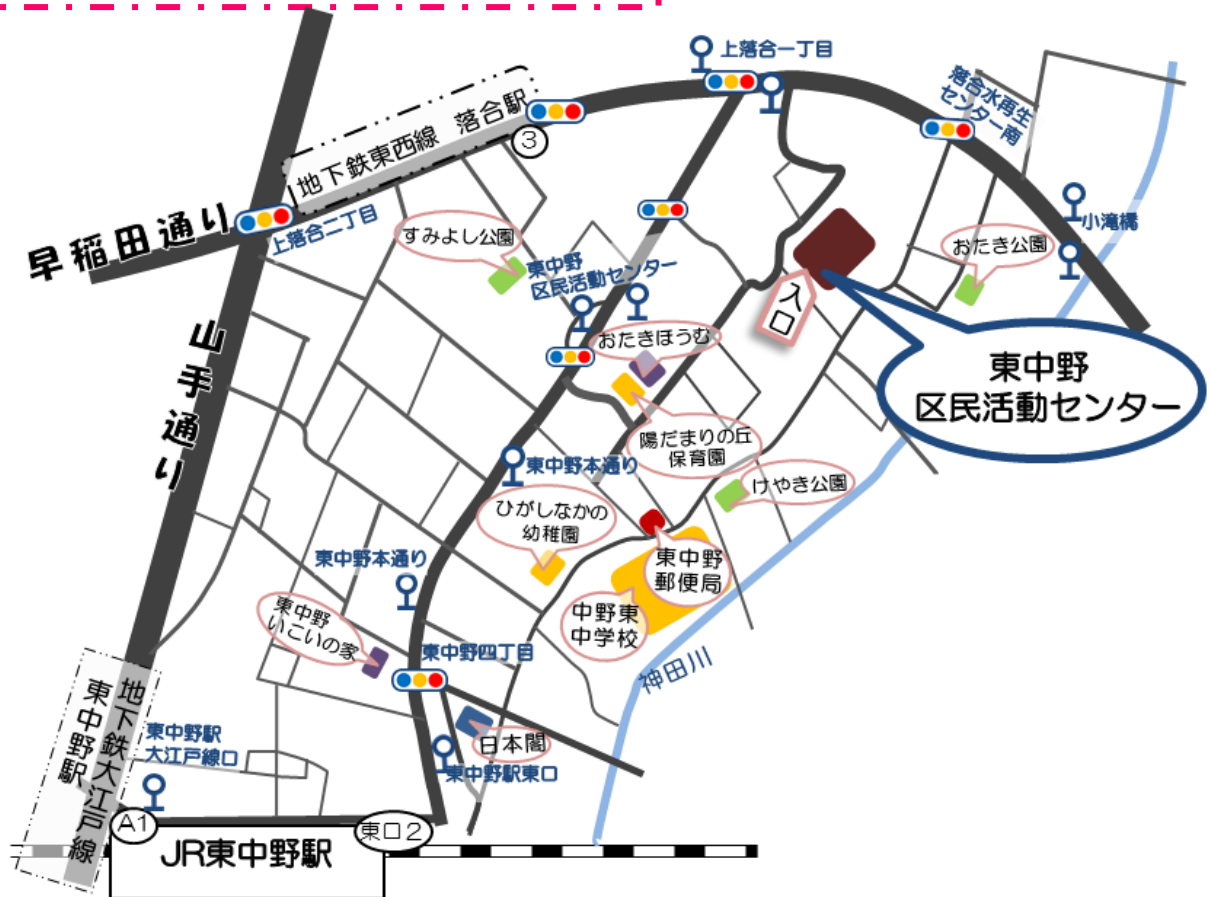 上落合一丁目
落合水再生
センター南
地下鉄東西線 落合駅
3
早稲田通り
上落合二丁目
すみよし公園
東中野
区民活動センター
小滝橋
おたき公園
入口
山手通り
おたきほうむ
東中野
区民活動センター
陽だまりの丘
保育園
東中野本通り
けやき公園
ひがしなかの
幼稚園
東中野
郵便局
東中野本通り
中野東
中学校
東中野
いこいの家
東中野四丁目
神田川
地下鉄大江戸線
東中野駅
東中野駅
大江戸線口
日本閣
東中野駅東口
A1
東口2
JR東中野駅